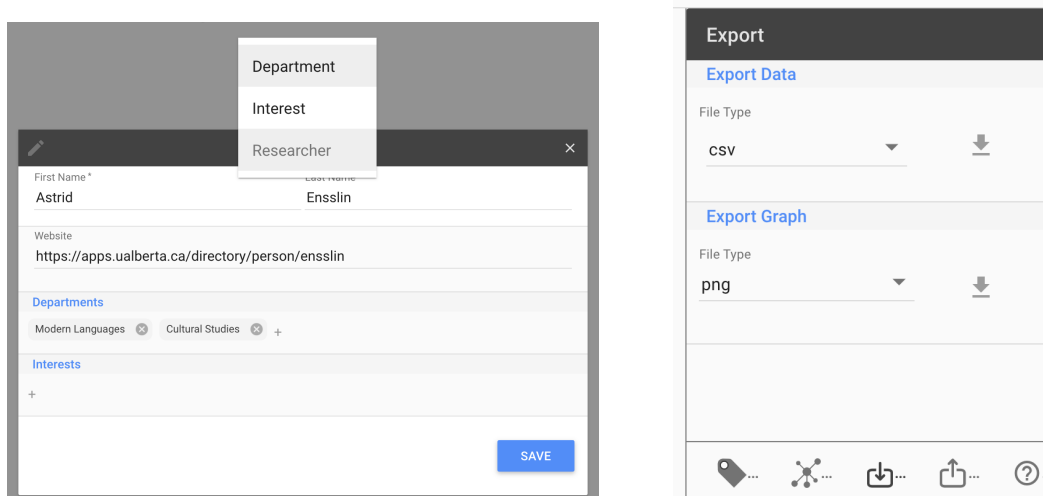 Department
Interest
Researcher
First Name *
Last Name
Astrid
Ensslin
Website
https://apps.ualberta.ca/directory/person/ensslin
Departments
Modern Languages
Cultural Studies
+
Interests
+
SAVE
Export
Export Data
File Type
csv
Export Graph
File Type
png
... ... ... ... ?